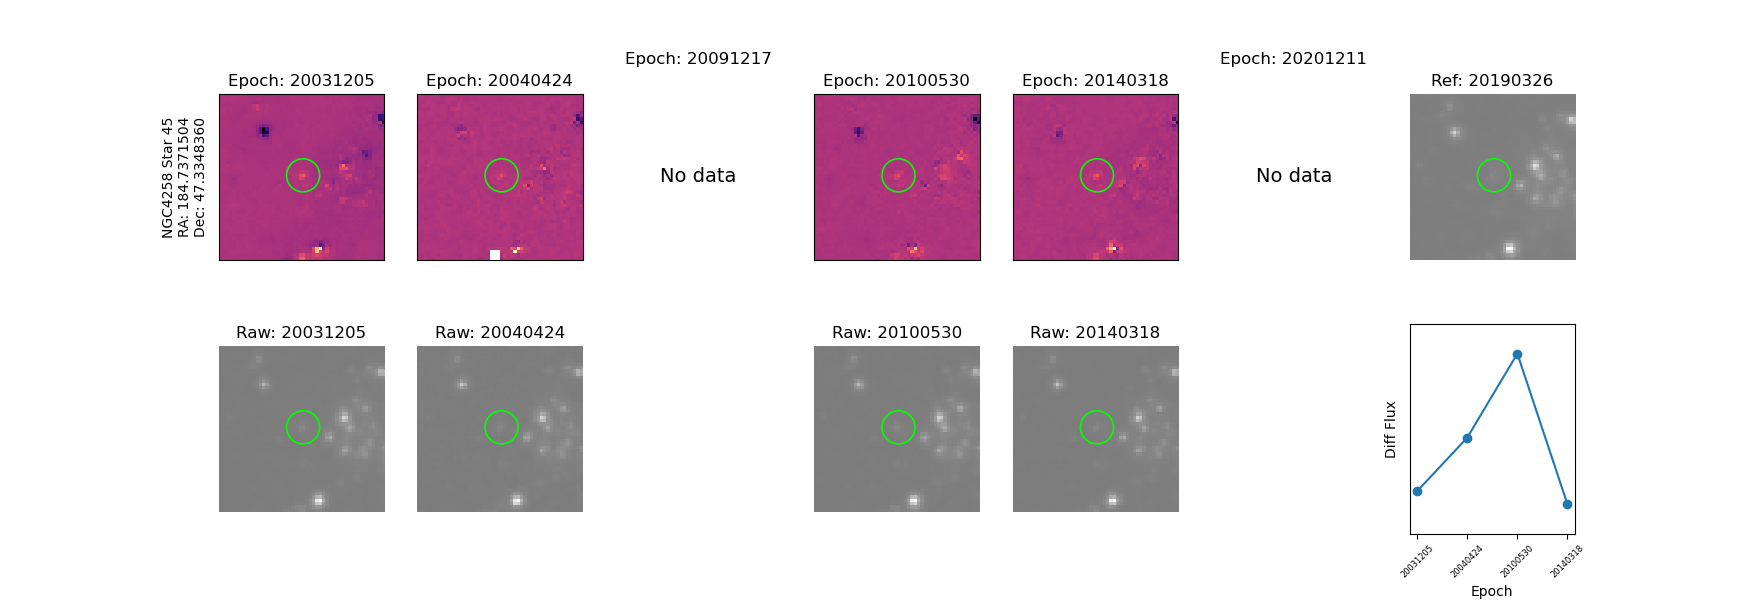 NGC4258 Star 45
RA: 184.7371504
Dec: 47.3348360
Epoch: 20031205
Epoch: 20040424
Epoch: 20091217
No data
Epoch: 20100530
Epoch: 20140318
Epoch: 20201211
No data
Ref: 20190326
Raw: 20031205
Raw: 20040424
Raw: 20100530
Raw: 20140318
Diff Flux
20031205
20040424
20100530
20140318
Epoch